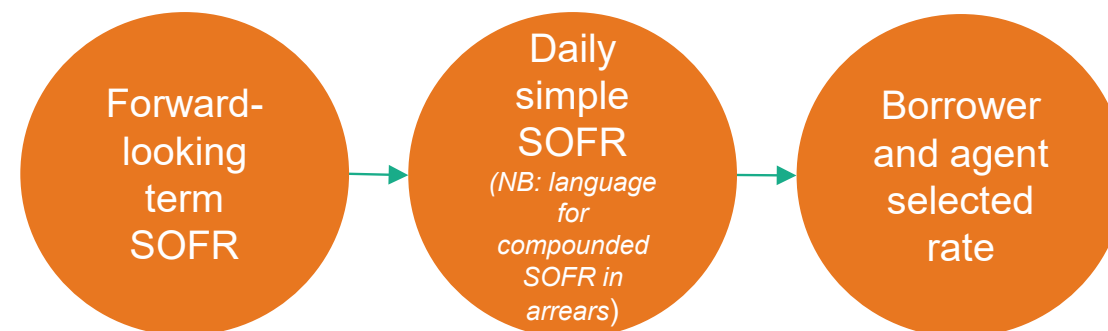 Forward-
looking
term
SOFR
Daily
simple
SOFR
(NB: language
for
compounded
SOFR in
arrears)
Borrower
and agent
selected
rate